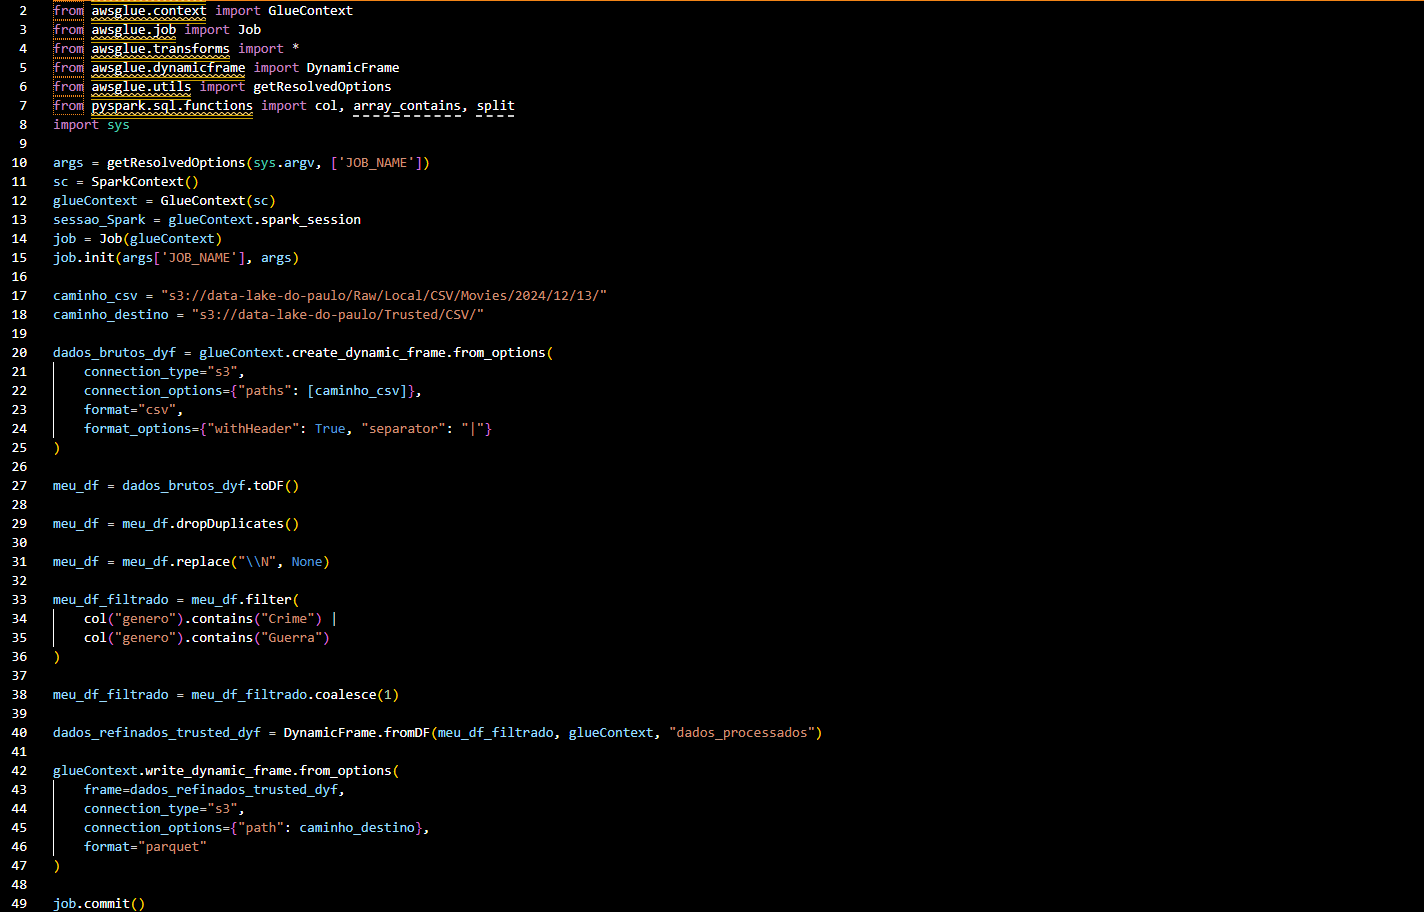 2 from awsglue.context import GlueContext
3 from awsglue.job import Job
4 from awsglue.transforms import *
5 from awsglue.dynamicframe import DynamicFrame
6 from awsglue.utils import getResolvedOptions
7 from pyspark.sql.functions import col, array_contains, split
8 import sys
9
10 args = getResolvedOptions(sys.argv, ['JOB_NAME'])
11 sc = SparkContext()
12 glueContext = GlueContext(sc)
13 sessao_Spark = glueContext.spark_session
14 job = Job(glueContext)
15 job.init(args['JOB_NAME'], args)
16
17 caminho_csv = "s3://data-lake-do-paulo/Raw/Local/CSV/Movies/2024/12/13/"
18 caminho_destino = "s3://data-lake-do-paulo/Trusted/CSV/"
19
20 dados_brutos_dyf = glueContext.create_dynamic_frame.from_options(
21     connection_type="s3",
22     connection_options={"paths": [caminho_csv]},
23     format="csv",
24     format_options={"withHeader": True, "separator": "|"}
25 )
26
27 meu_df = dados_brutos_dyf.toDF()
28
29 meu_df = meu_df.dropDuplicates()
30
31 meu_df = meu_df.replace("\\N", None)
32
33 meu_df_filtrado = meu_df.filter(
34     col("genero").contains("Crime") |
35     col("genero").contains("Guerra")
36 )
37
38 meu_df_filtrado = meu_df_filtrado.coalesce(1)
39
40 dados_refinados_trusted_dyf = DynamicFrame.fromDF(meu_df_filtrado, glueContext, "dados_processados")
41
42 glueContext.write_dynamic_frame.from_options(
43     frame=dados_refinados_trusted_dyf,
44     connection_type="s3",
45     connection_options={"path": caminho_destino},
46     format="parquet"
47 )
48
49 job.commit()